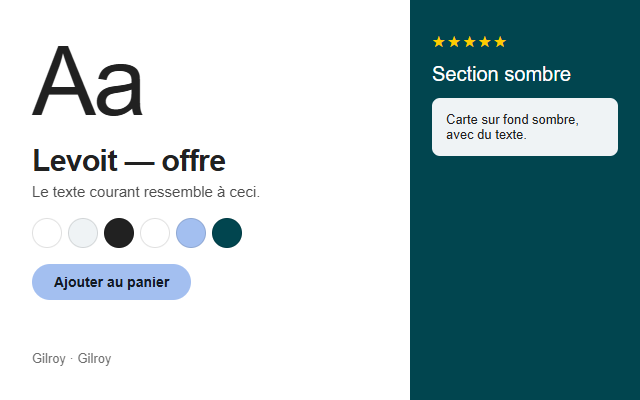 Aa
Levoit — offre
Le texte courant ressemble à ceci.
Ajouter au panier
Gilroy · Gilroy
★★★★★
Section sombre
Carte sur fond sombre,
avec du texte.